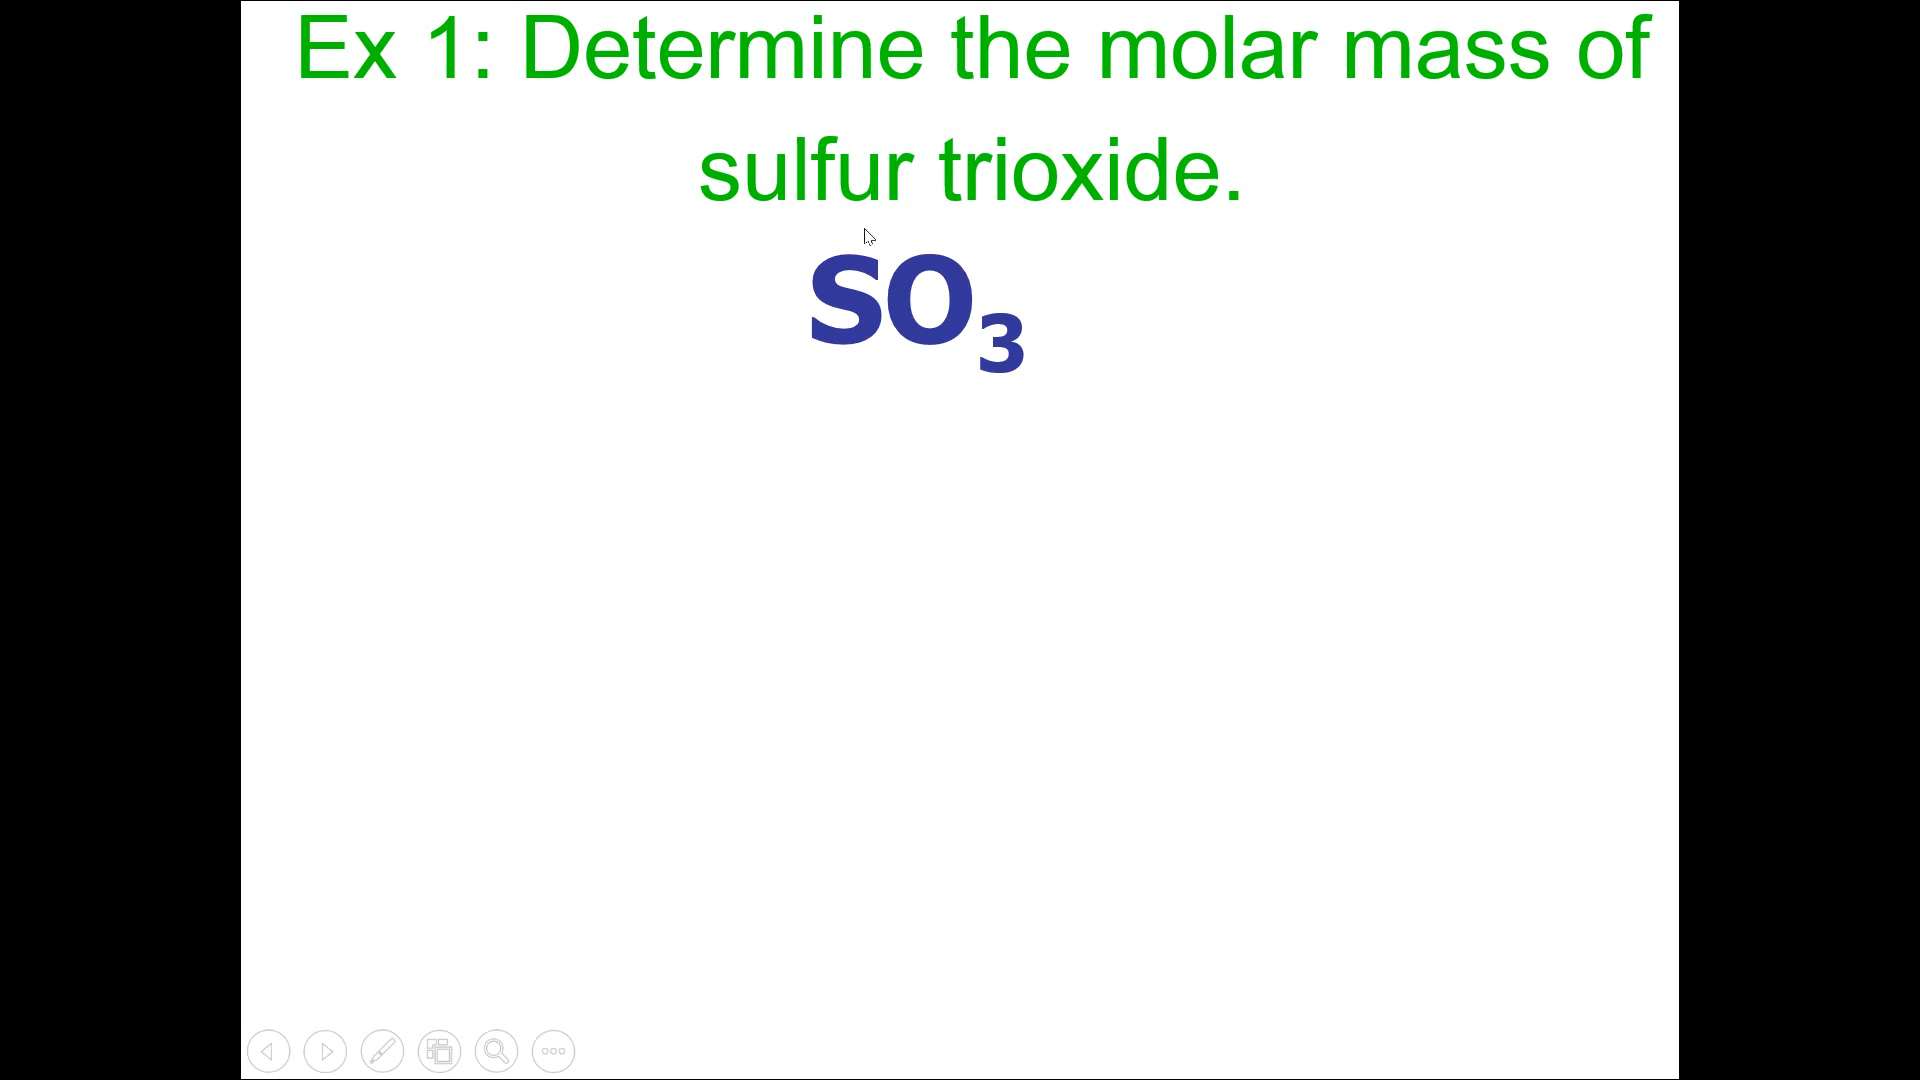 Ex 1: Determine the molar mass of
sulfur trioxide.
SO₃